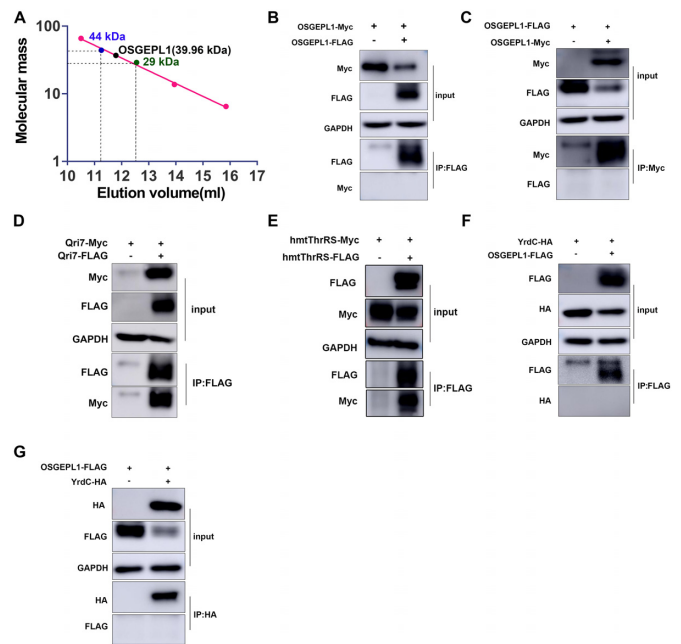 A
Molecular mass
100
10
1
44 kDa
OSGEPL1(39.96 kDa)
29 kDa
10 11 12 13 14 15 16 17
Elution volume(ml)
B
OSGEPL1-Myc + +
OSGEPL1-FLAG - +
Myc
FLAG
GAPDH
input
FLAG
Myc
IP:FLAG
C
OSGEPL1-FLAG + +
OSGEPL1-Myc - +
Myc
FLAG
GAPDH
input
Myc
FLAG
IP:Myc
D
Qri7-Myc + +
Qri7-FLAG - +
Myc
FLAG
GAPDH
input
FLAG
Myc
IP:FLAG
E
hmtThrRS-Myc + +
hmtThrRS-FLAG - +
FLAG
Myc
GAPDH
input
FLAG
Myc
IP:FLAG
F
YrdC-HA + +
OSGEPL1-FLAG - +
FLAG
HA
GAPDH
input
FLAG
HA
IP:FLAG
G
OSGEPL1-FLAG + +
YrdC-HA - +
HA
FLAG
GAPDH
input
HA
FLAG
IP:HA